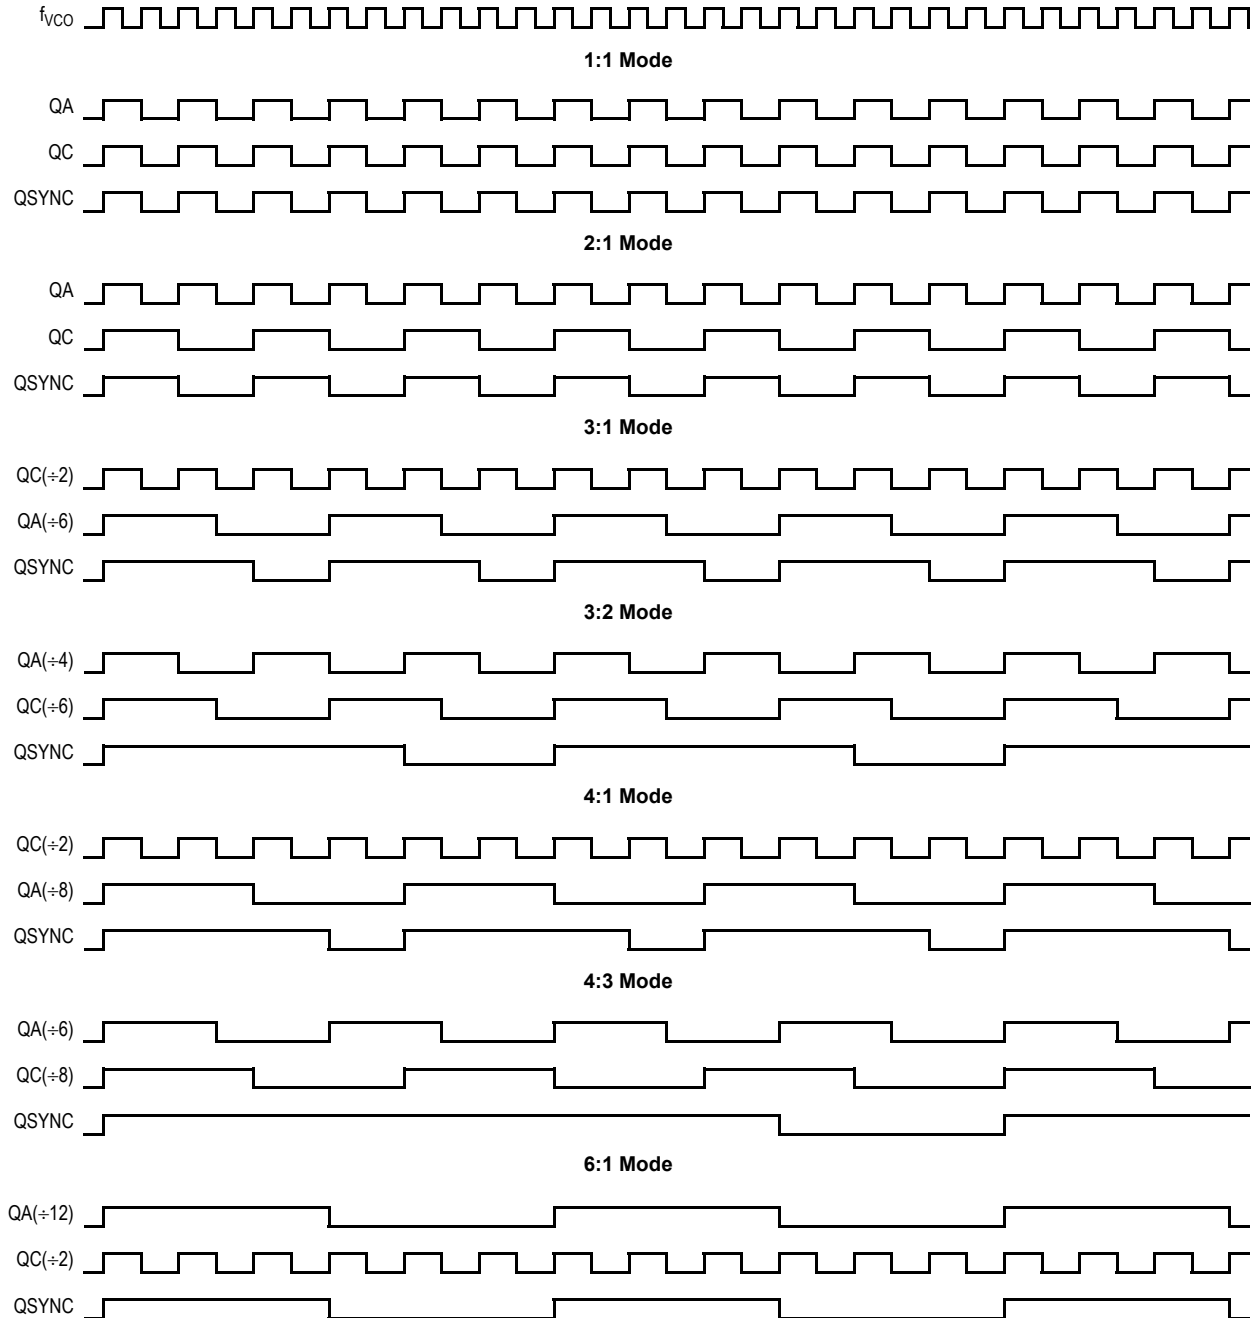 fVCO
1:1 Mode
QA
QC
QSYNC
2:1 Mode
QA
QC
QSYNC
3:1 Mode
QC(÷2)
QA(÷6)
QSYNC
3:2 Mode
QA(÷4)
QC(÷6)
QSYNC
4:1 Mode
QC(÷2)
QA(÷8)
QSYNC
4:3 Mode
QA(÷6)
QC(÷8)
QSYNC
6:1 Mode
QA(÷12)
QC(÷2)
QSYNC